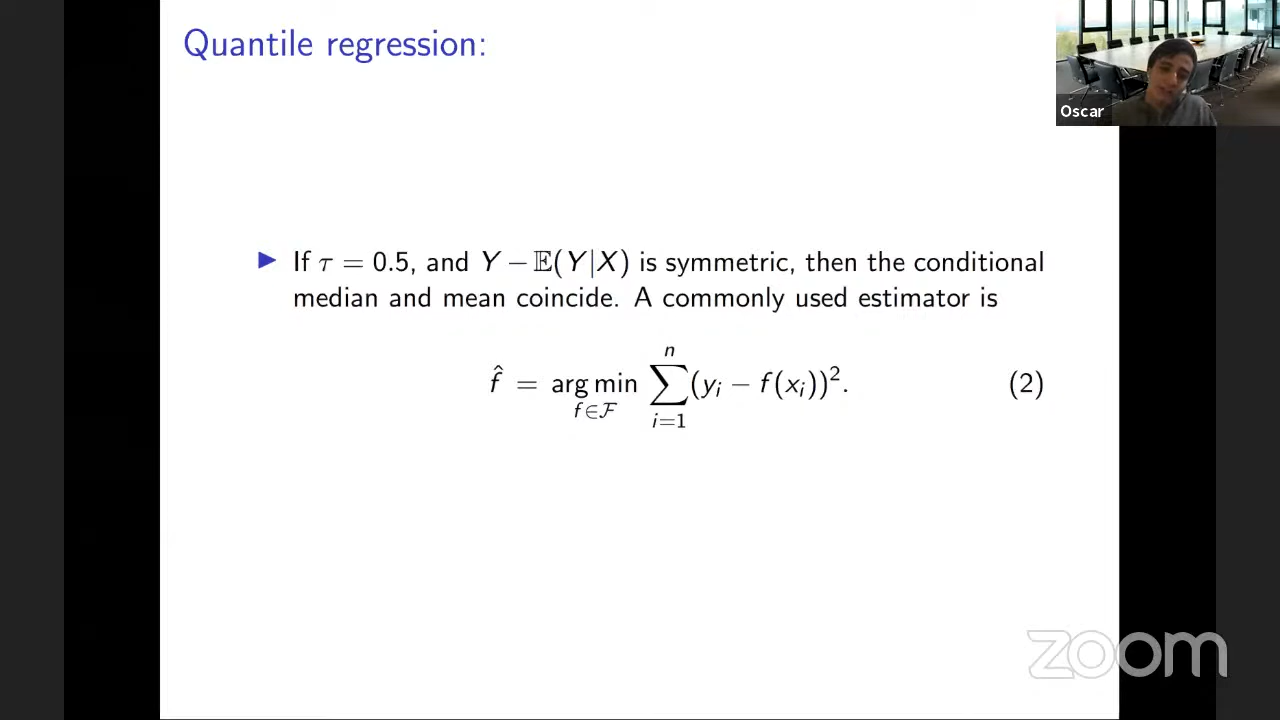 Quantile regression:
Oscar
▶ If τ = 0.5, and Y − 𝔼(Y|X) is symmetric, then the conditional
median and mean coincide. A commonly used estimator is
f̂ = arg min_{f∈ℱ} ∑_{i=1}^{n} (y_i − f(x_i))². (2)
zoom